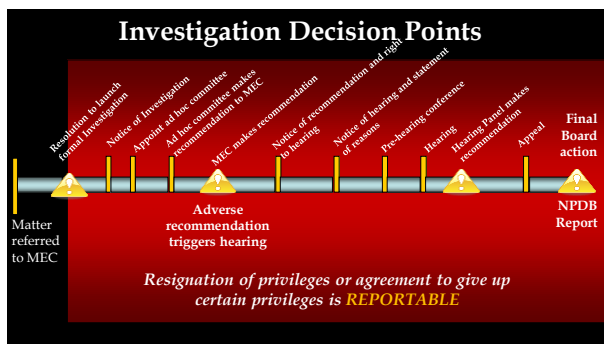 Investigation Decision Points
Resolution to launch
formal Investigation
Notice of Investigation
Appoint ad hoc committee
Ad hoc committee makes
recommendation to MEC
MEC makes recommendation
Notice of recommendation and right
to hearing
Notice of hearing and statement
of reasons
Pre-hearing conference
Hearing
Hearing Panel makes
recommendation
Appeal
Final
Board
action
Matter
referred
to MEC
Adverse
recommendation
triggers hearing
NPDB
Report
Resignation of privileges or agreement to give up
certain privileges is REPORTABLE